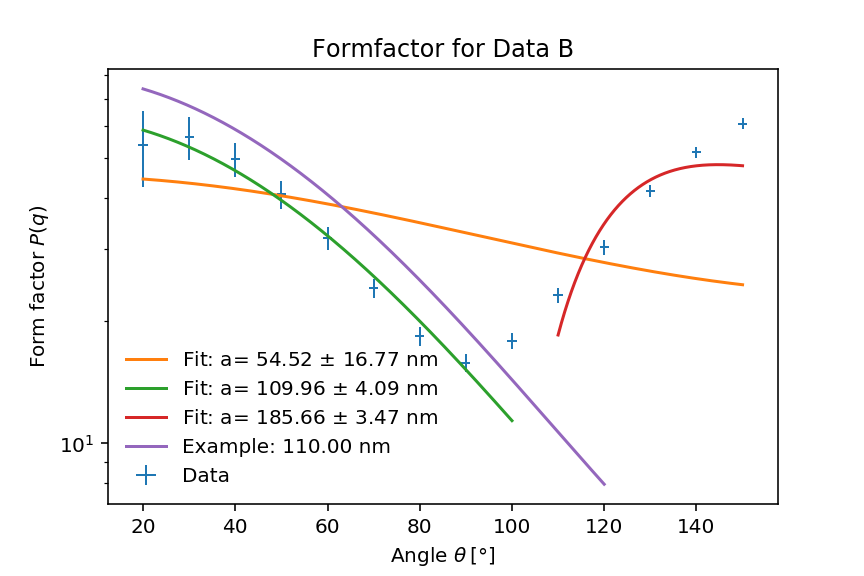 Formfactor for Data B
Form factor P(q)
10¹
Fit: a= 54.52 ± 16.77 nm
Fit: a= 109.96 ± 4.09 nm
Fit: a= 185.66 ± 3.47 nm
Example: 110.00 nm
Data
20 40 60 80 100 120 140
Angle θ [°]